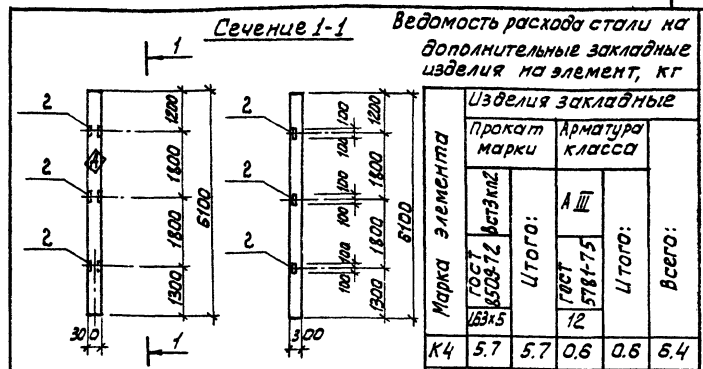 Сечение 1-1
1
2
2
2
А
1200
1800
1800
1300
6100
300
1
2
2
2
100
100
100
100
100
100
1200
1800
1800
1300
6100
300
Ведомость расхода стали на
дополнительные закладные
изделия на элемент, кг
Марка элемента
Изделия закладные
Прокат
марки
Арматура
класса
Вст3кп2
А III
ГОСТ
8509-72
Итого:
ГОСТ
5781-75
Итого:
Всего:
L63х5
12
К4
5.7
5.7
0.6
0.6
6.4